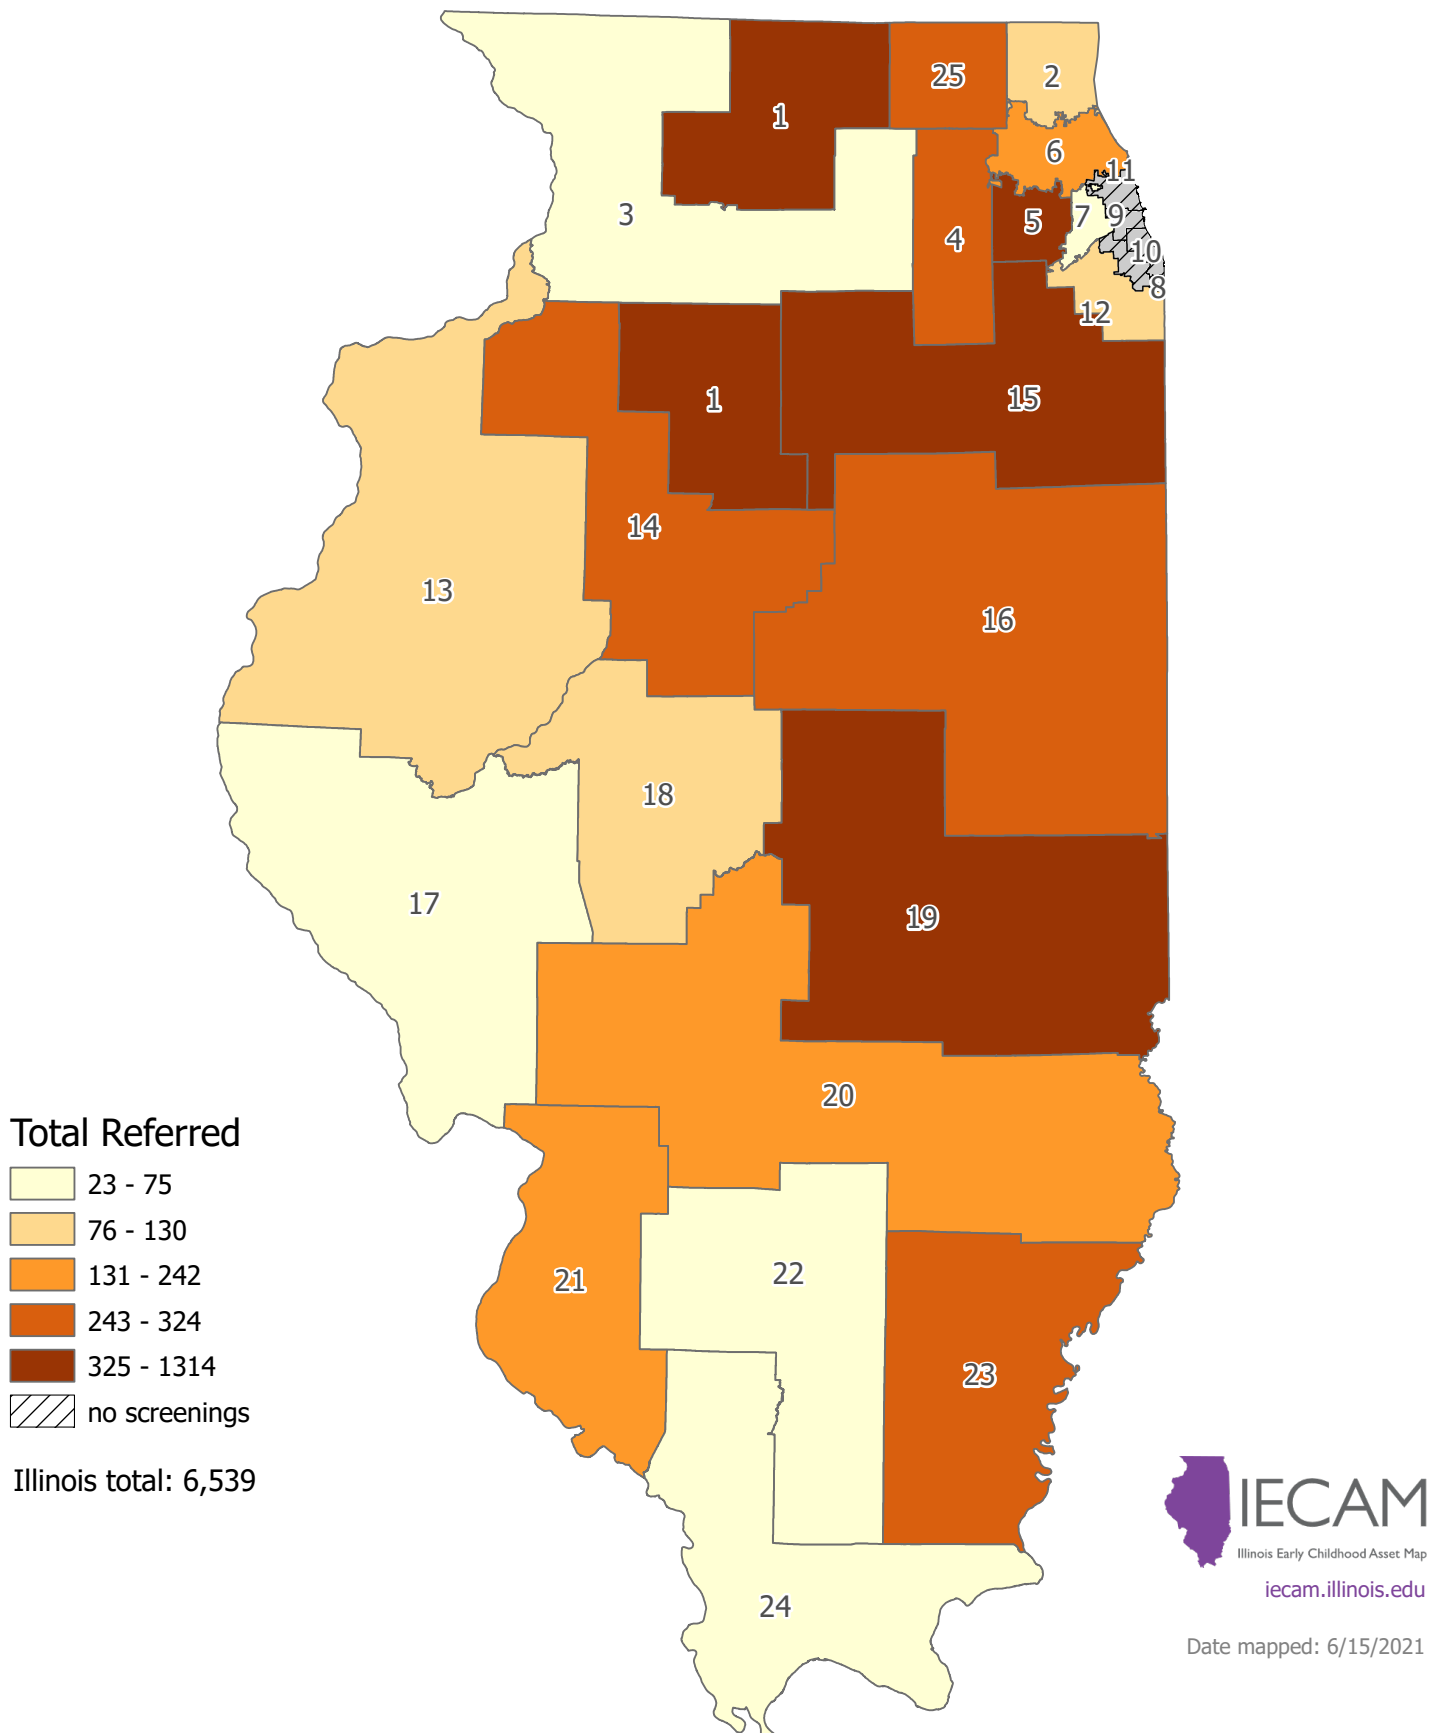 25
2
1
6
11
3
5
7
9
4
10
8
12
1
15
14
13
16
18
17
19
20
22
21
23
24
Total Referred
23 - 75
76 - 130
131 - 242
243 - 324
325 - 1314
no screenings
Illinois total: 6,539
IECAM
Illinois Early Childhood Asset Map
iecam.illinois.edu
Date mapped: 6/15/2021